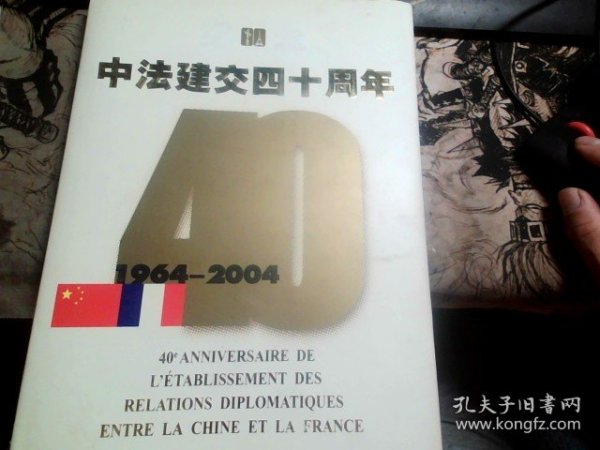 中法建交四十周年
40
1964–2004
40e ANNIVERSAIRE DE
L'ÉTABLISSEMENT DES
RELATIONS DIPLOMATIQUES
ENTRE LA CHINE ET LA FRANCE
孔夫子旧书网
www.kongfz.com